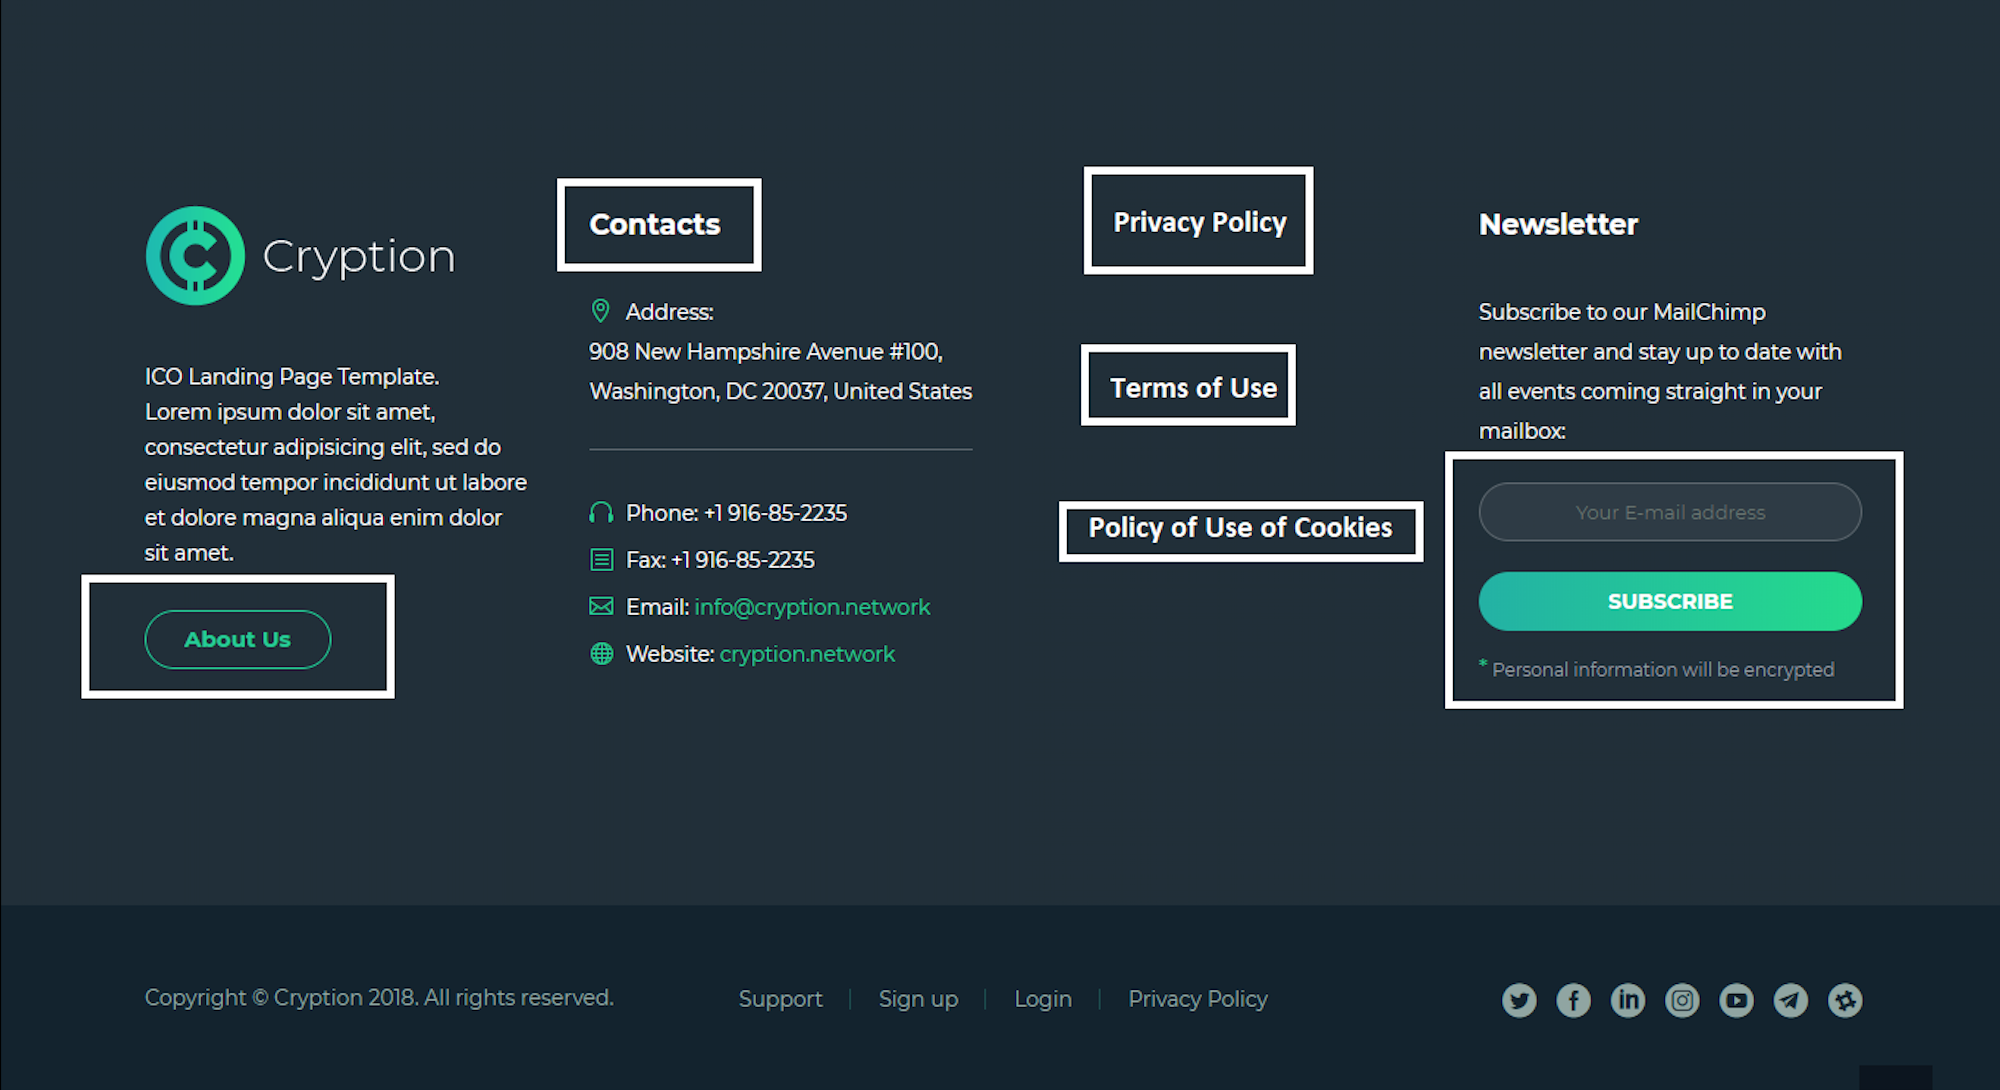 Cryption
ICO Landing Page Template.
Lorem ipsum dolor sit amet,
consectetur adipisicing elit, sed do
eiusmod tempor incididunt ut labore
et dolore magna aliqua enim dolor
sit amet.
About Us
Contacts
Address:
908 New Hampshire Avenue #100,
Washington, DC 20037, United States
Phone: +1 916-85-2235
Fax: +1 916-85-2235
Email: info@cryption.network
Website: cryption.network
Privacy Policy
Terms of Use
Policy of Use of Cookies
Newsletter
Subscribe to our MailChimp
newsletter and stay up to date with
all events coming straight in your
mailbox:
Your E-mail address
SUBSCRIBE
* Personal information will be encrypted
Copyright © Cryption 2018. All rights reserved.
Support | Sign up | Login | Privacy Policy